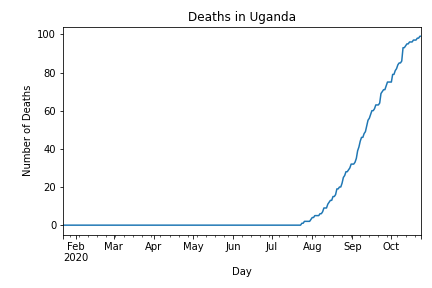 Deaths in Uganda
Number of Deaths
100
80
60
40
20
0
Feb Mar Apr May Jun Jul Aug Sep Oct
2020
Day